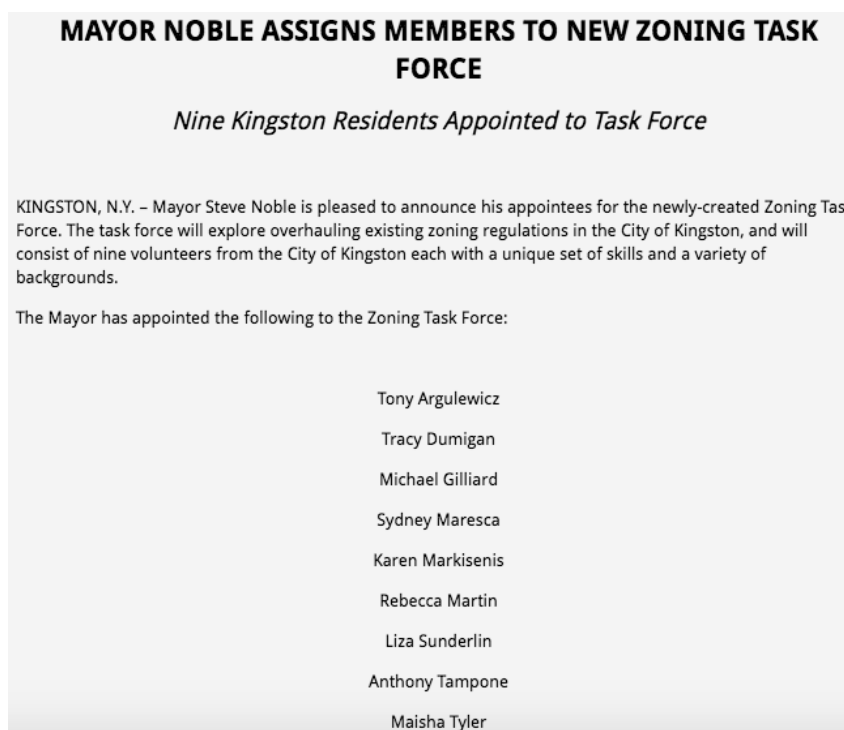 MAYOR NOBLE ASSIGNS MEMBERS TO NEW ZONING TASK
FORCE
Nine Kingston Residents Appointed to Task Force
KINGSTON, N.Y. – Mayor Steve Noble is pleased to announce his appointees for the newly-created Zoning Tas
Force. The task force will explore overhauling existing zoning regulations in the City of Kingston, and will
consist of nine volunteers from the City of Kingston each with a unique set of skills and a variety of
backgrounds.
The Mayor has appointed the following to the Zoning Task Force:
Tony Argulewicz
Tracy Dumigan
Michael Gilliard
Sydney Maresca
Karen Markisenis
Rebecca Martin
Liza Sunderlin
Anthony Tampone
Maisha Tyler